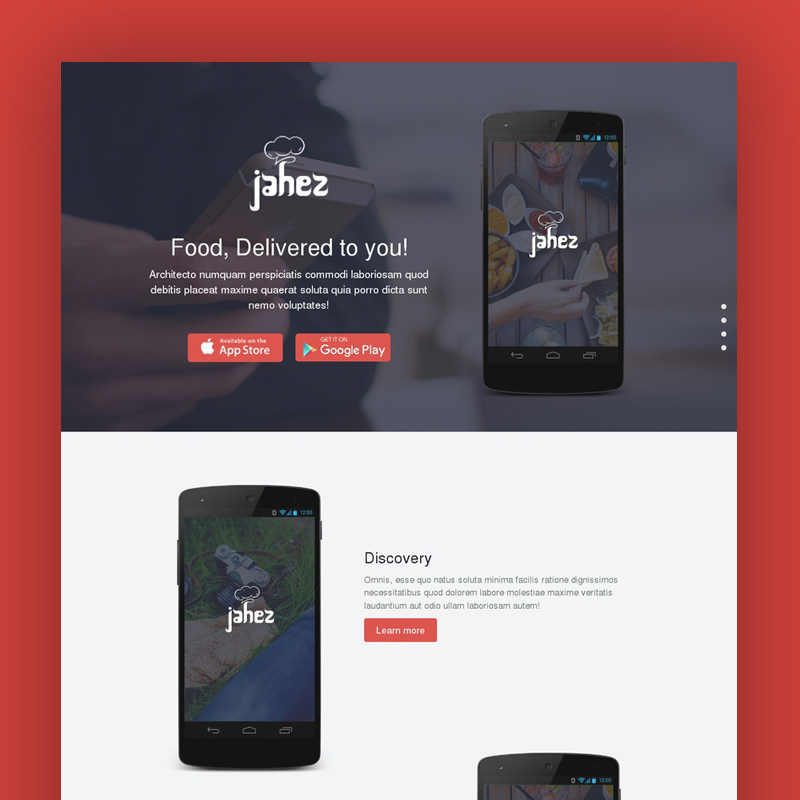 jahez
Food, Delivered to you!
Architecto numquam perspiciatis commodi laboriosam quod
debitis placeat maxime quaerat soluta quia porro dicta sunt
nemo voluptates!
Available on the
App Store
GET IT ON
Google Play
12:00
jahez
12:00
jahez
Discovery
Omnis, esse quo natus soluta minima facilis ratione dignissimos
necessitatibus quod dolorem labore molestiae maxime veritatis
laudantium aut odio ullam laboriosam autem!
Learn more
12:00